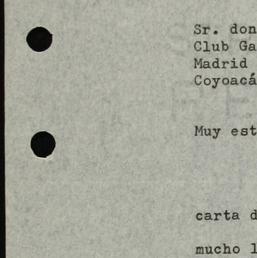 Sr. don
Club Ga
Madrid
Coyoacá
Muy est
carta d
mucho l